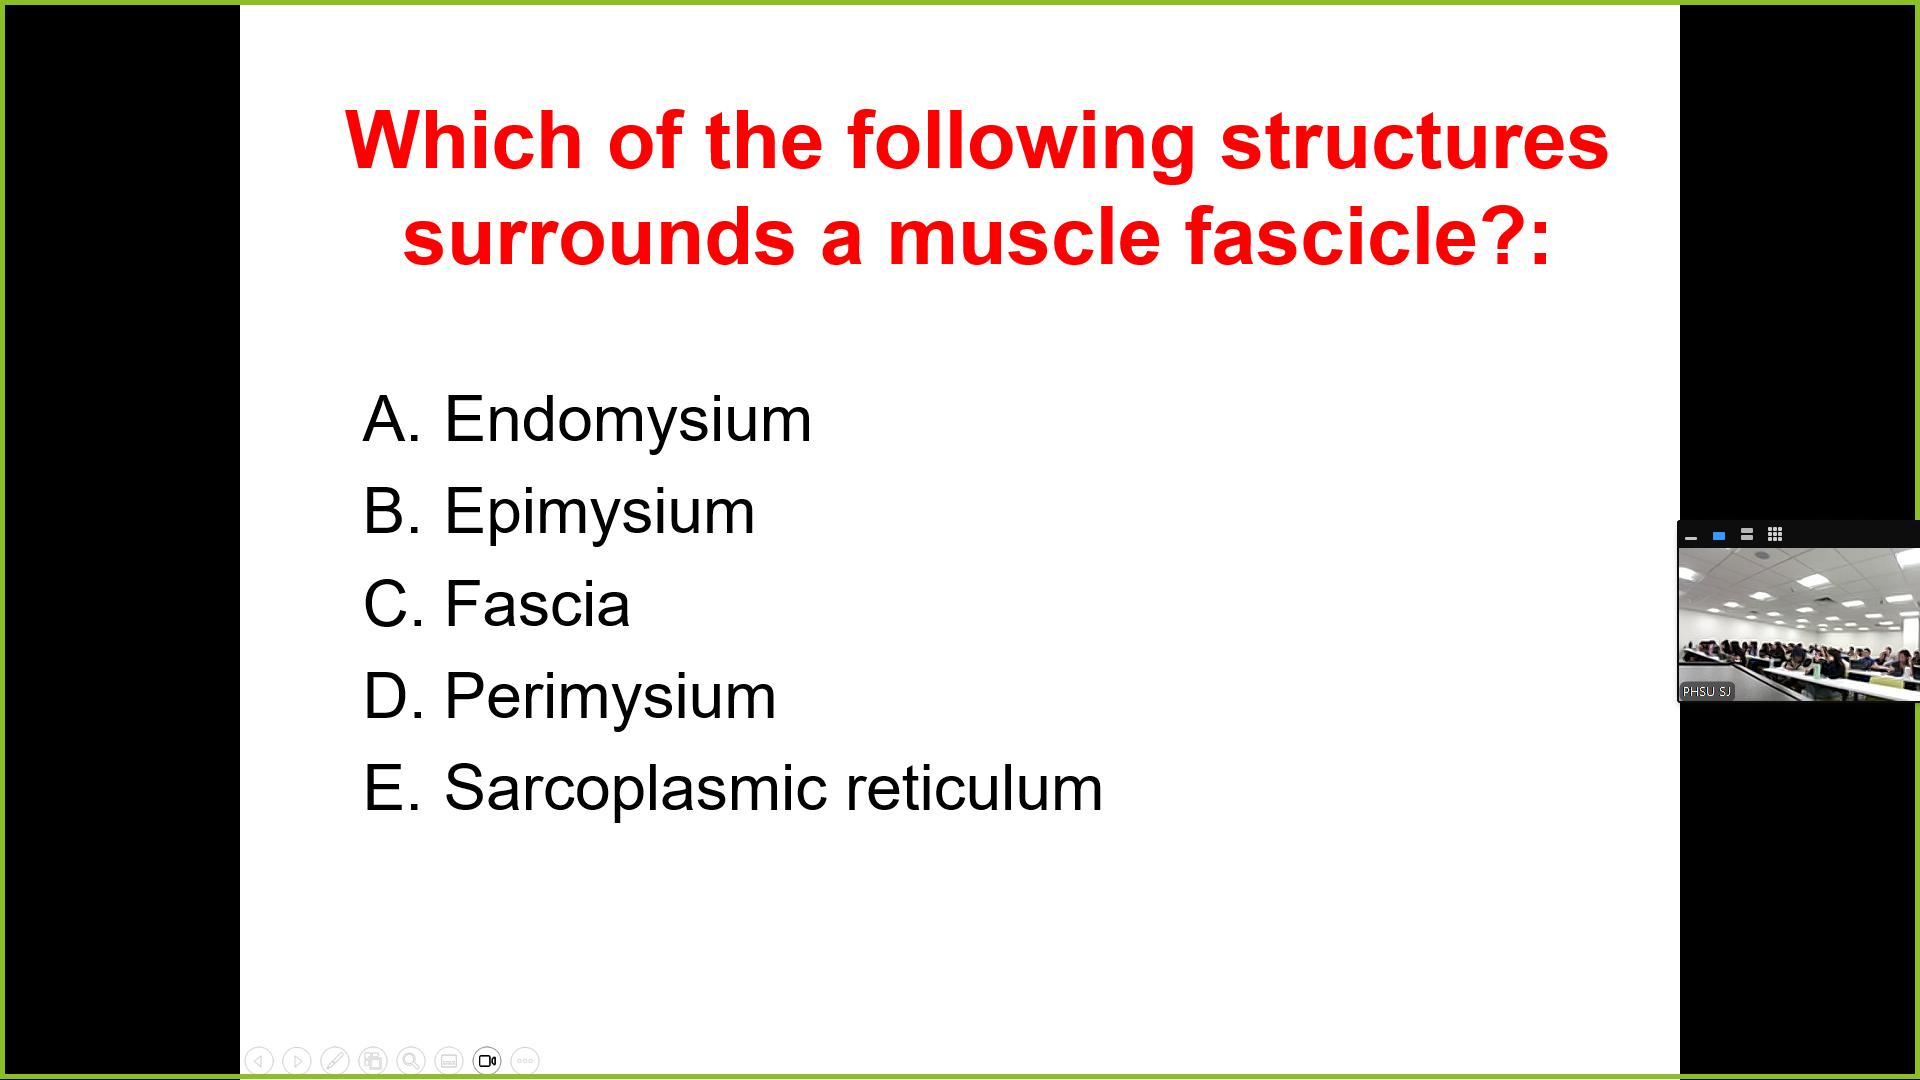 Which of the following structures
surrounds a muscle fascicle?:
A. Endomysium
B. Epimysium
C. Fascia
D. Perimysium
E. Sarcoplasmic reticulum
PHSU SJ